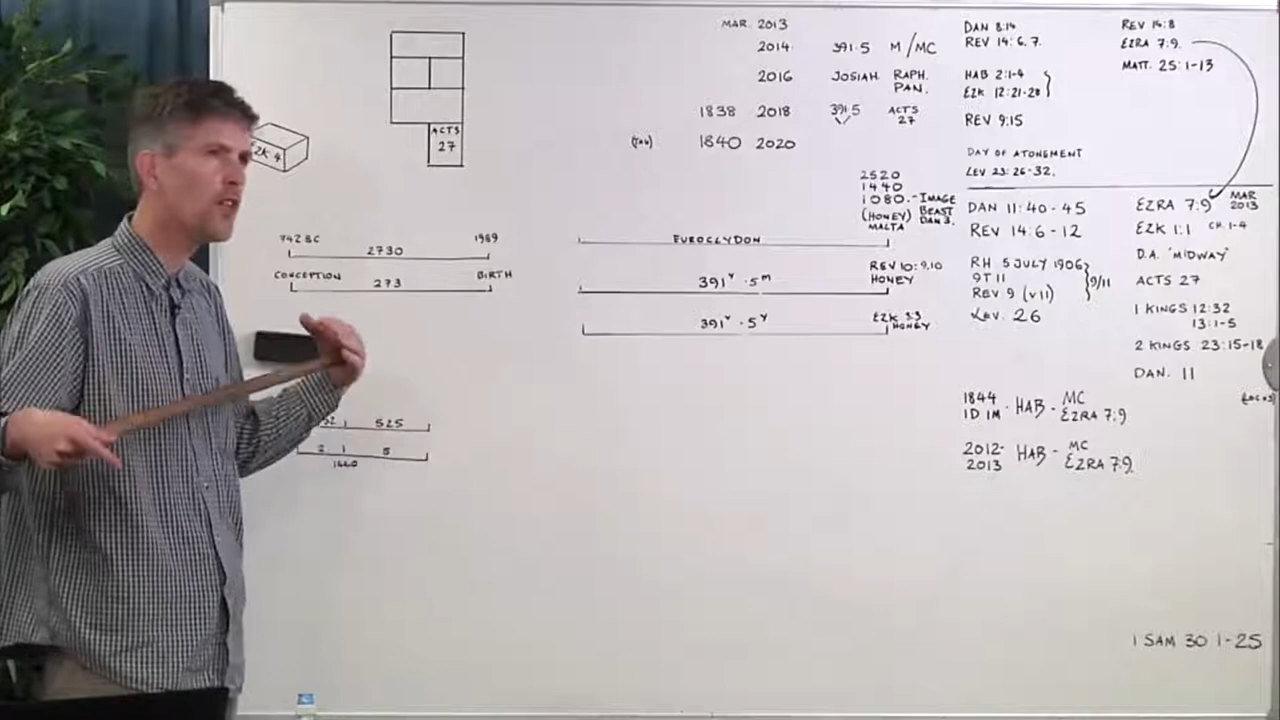 MAR. 2013
2014 391.5 M/MC
2016 JOSIAH RAPH.
PAN.
1838 2018 391.5 ACTS
27
1840 2020
ACTS
27
EZK 4
2520
1440
1080.- IMAGE
(HONEY) BEAST
MALTA DAN 3.
742 BC 1989
2730
CONCEPTION BIRTH
273
EUROCLYDON
391Y .5M
REV 10:9,10
HONEY
391Y .5Y
EZK 3:3
HONEY
525
2 1 5
1260
DAN 8:14
REV 14:6,7.
HAB 2:1-4
EZK 12:21-28
REV 9:15
DAY OF ATONEMENT
LEV 23:26-32.
REV 14:8
EZRA 7:9.
MATT. 25:1-13
DAN 11:40-45
REV 14:6-12
RH 5 JULY 1906
9T 11
REV 9 (v11)
9/11
LEV. 26
EZRA 7:9 MAR
2013
EZK 1:1 CH. 1-4
D.A. 'MIDWAY'
ACTS 27
1 KINGS 12:32
13:1-5
2 KINGS 23:15-18
DAN. 11
1844
1D 1M. HAB - MC
EZRA 7:9
2012-
2013 HAB - MC
EZRA 7:9.
1 SAM 30 1-25